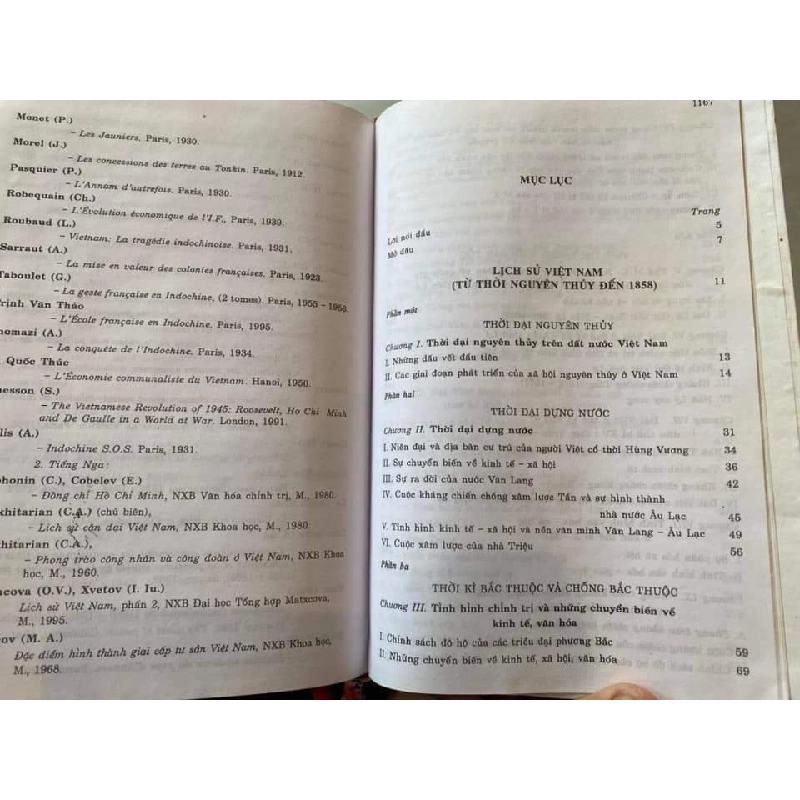 Monet (P.)
– Les Jauniers. Paris, 1930.
Morel (J.)
– Les concessions des terres au Tonkin. Paris, 1912.
Pasquier (P.)
– L'Annam d'autrefois. Paris, 1930.
Robequain (Ch.)
– L'Évolution économique de l'I.F., Paris, 1939.
Roubaud (L.)
– Vietnam: La tragédie indochinoise. Paris, 1931.
Sarraut (A.)
– La mise en valeur des colonies françaises. Paris, 1923.
Taboulet (G.)
– La geste française en Indochine, (2 tomes). Paris, 1955 – 1956.
Trịnh Văn Thảo
– L'École française en Indochine. Paris, 1995.
homazi (A.)
– La conquête de l'Indochine. Paris, 1934.
Quốc Thúc
– L'Économie communaliste du Vietnam. Hanoi, 1950.
nesson (S.)
– The Vietnamese Revolution of 1945: Roosevelt, Ho Chi Minh
and De Gaulle in a World at War. London, 1991.
llis (A.)
– Indochine S.O.S. Paris, 1931.
2. Tiếng Nga:
phonin (C.), Cobelev (E.)
– Đồng chí Hồ Chí Minh, NXB Văn hóa chính trị, M., 1980.
khitarian (C.A.) (chủ biên),
– Lịch sử cận đại Việt Nam, NXB Khoa học, M., 1980.
hitarian (C.A.),
– Phong trào công nhân và công đoàn ở Việt Nam, NXB Khoa
học, M., 1960.
acova (O.V.), Xvetov (I. Ju.)
Lịch sử Việt Nam, phần 2, NXB Đại học Tổng hợp Matxcova,
M., 1995.
ov (M. A.)
Đặc điểm hình thành giai cấp tư sản Việt Nam, NXB Khoa học,
M., 1968.
MỤC LỤC
Trang
Lời nói đầu 5
Mở đầu 7
LỊCH SỬ VIỆT NAM
(TỪ THỜI NGUYÊN THỦY ĐẾN 1858) 11
Phần một
THỜI ĐẠI NGUYÊN THỦY
Chương I. Thời đại nguyên thủy trên đất nước Việt Nam
I. Những dấu vết đầu tiên 13
II. Các giai đoạn phát triển của xã hội nguyên thủy ở Việt Nam 14
Phần hai
THỜI ĐẠI DỰNG NƯỚC
Chương II. Thời đại dựng nước 31
I. Niên đại và địa bàn cư trú của người Việt cổ thời Hùng Vương 34
II. Sự chuyển biến về kinh tế – xã hội 36
III. Sự ra đời của nước Văn Lang 42
IV. Cuộc kháng chiến chống xâm lược Tần và sự hình thành
nhà nước Âu Lạc 45
V. Tình hình kinh tế – xã hội và nền văn minh Văn Lang – Âu Lạc 49
VI. Cuộc xâm lược của nhà Triệu 56
Phần ba
THỜI KÌ BẮC THUỘC VÀ CHỐNG BẮC THUỘC
Chương III. Tình hình chính trị và những chuyển biến về
kinh tế, văn hóa
I. Chính sách đô hộ của các triều đại phương Bắc 59
II. Những chuyển biến về kinh tế, xã hội, văn hóa 69